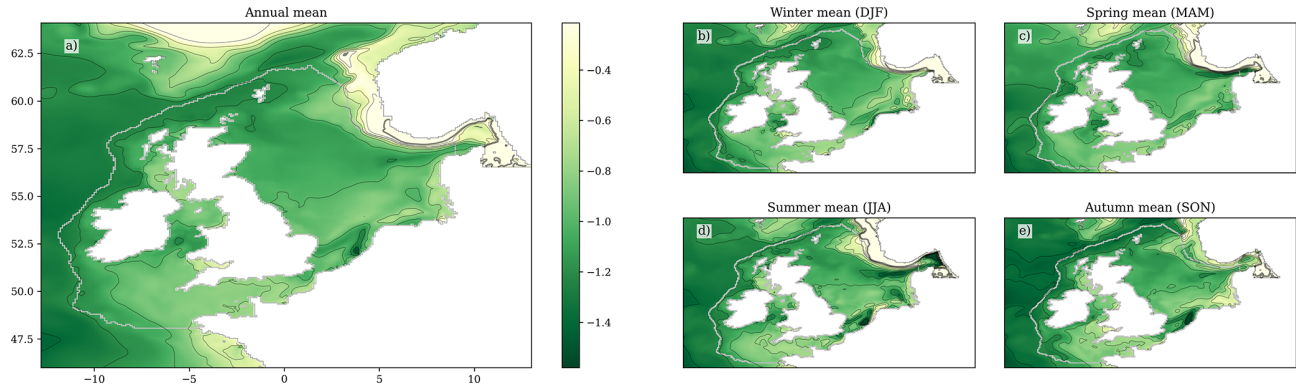 Annual mean
a)
62.5
60.0
57.5
55.0
52.5
50.0
47.5
−10
−5
0
5
10
−0.4
−0.6
−0.8
−1.0
−1.2
−1.4
Winter mean (DJF)
b)
Spring mean (MAM)
c)
Summer mean (JJA)
d)
Autumn mean (SON)
e)